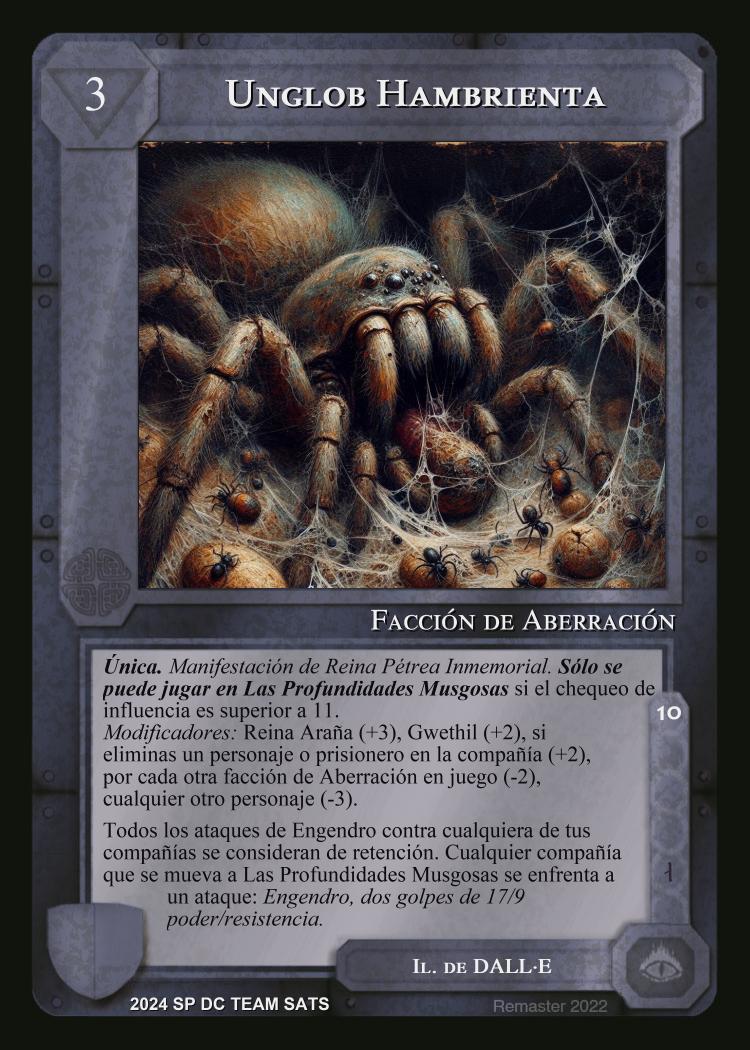 3
Unglob Hambrienta
Facción de Aberración
Única. Manifestación de Reina Pétrea Inmemorial. Sólo se
puede jugar en Las Profundidades Musgosas si el chequeo de
influencia es superior a 11.
10
Modificadores: Reina Araña (+3), Gwethil (+2), si
eliminas un personaje o prisionero en la compañía (+2),
por cada otra facción de Aberración en juego (-2),
cualquier otro personaje (-3).
Todos los ataques de Engendro contra cualquiera de tus
compañías se consideran de retención. Cualquier compañía
que se mueva a Las Profundidades Musgosas se enfrenta a
un ataque: Engendro, dos golpes de 17/9
poder/resistencia.
Il. de DALL·E
2024 SP DC TEAM SATS
Remaster 2022